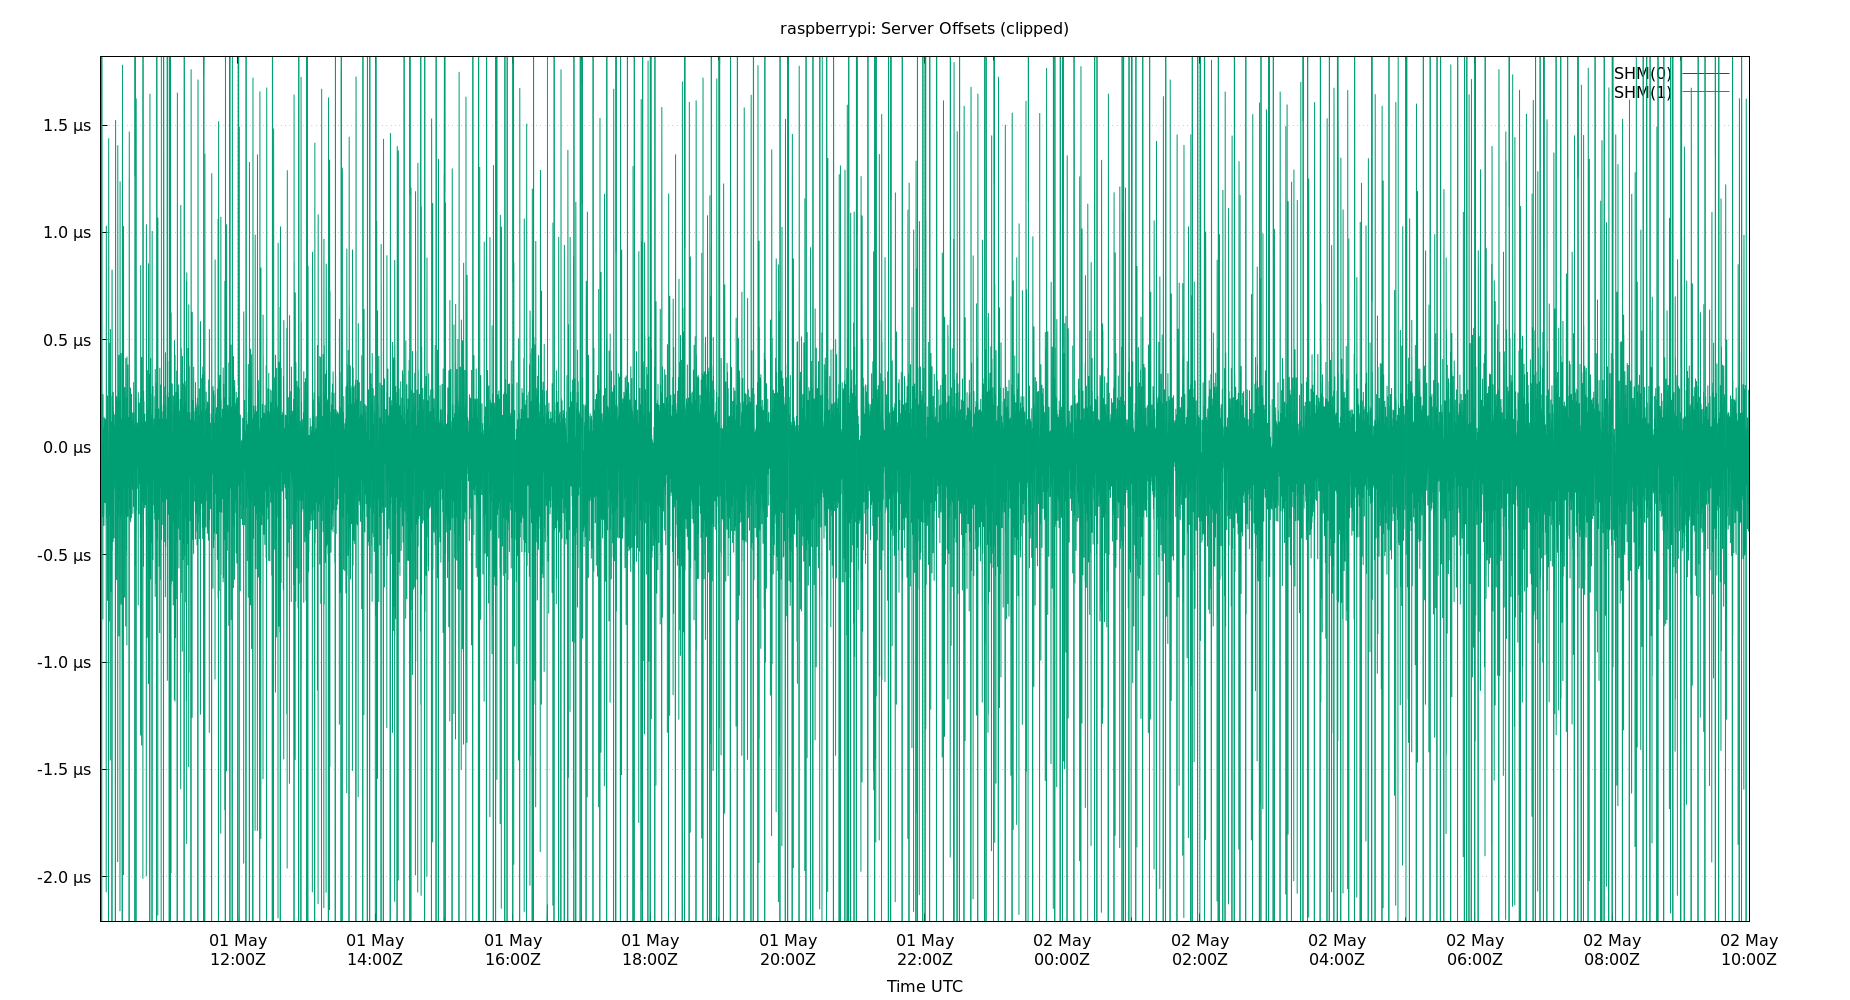 raspberrypi: Server Offsets (clipped)
SHM(0)
SHM(1)
1.5 µs
1.0 µs
0.5 µs
0.0 µs
-0.5 µs
-1.0 µs
-1.5 µs
-2.0 µs
01 May 01 May 01 May 01 May 01 May 01 May 02 May 02 May 02 May 02 May 02 May 02 May
12:00Z 14:00Z 16:00Z 18:00Z 20:00Z 22:00Z 00:00Z 02:00Z 04:00Z 06:00Z 08:00Z 10:00Z
Time UTC